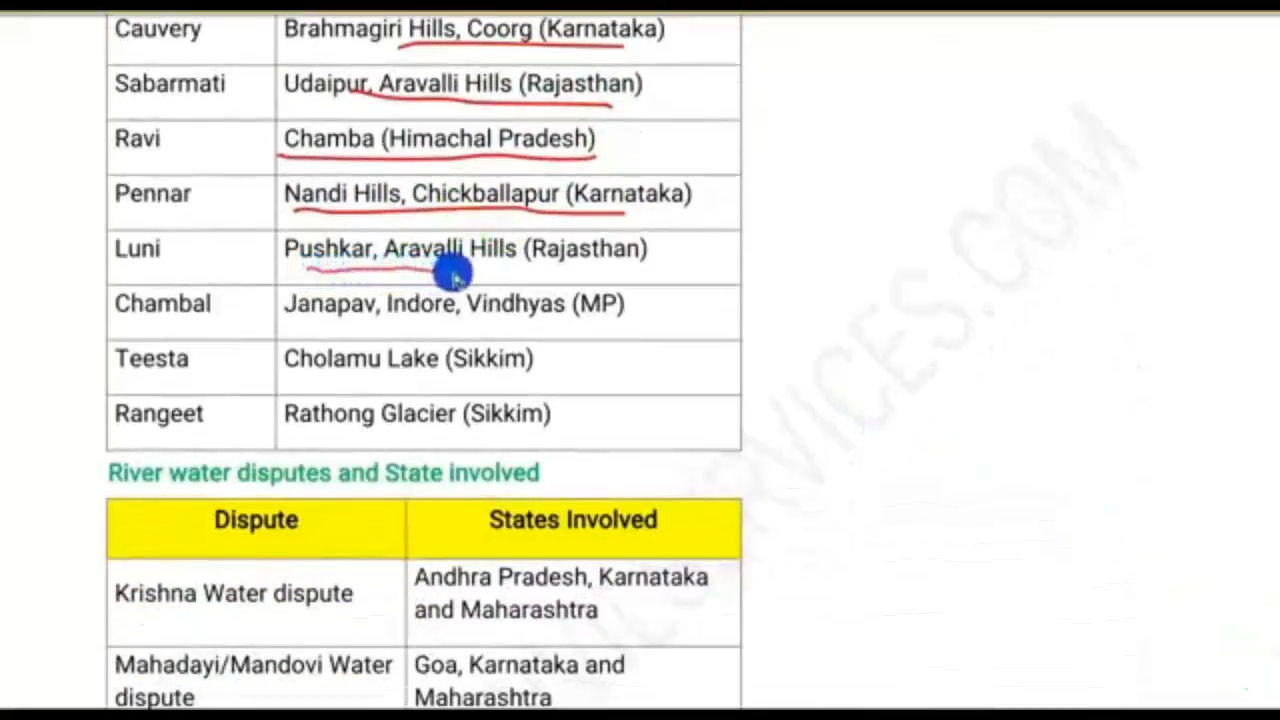 Cauvery Brahmagiri Hills, Coorg (Karnataka)
Sabarmati Udaipur, Aravalli Hills (Rajasthan)
Ravi Chamba (Himachal Pradesh)
Pennar Nandi Hills, Chickballapur (Karnataka)
Luni Pushkar, Aravalli Hills (Rajasthan)
Chambal Janapav, Indore, Vindhyas (MP)
Teesta Cholamu Lake (Sikkim)
Rangeet Rathong Glacier (Sikkim)
River water disputes and State involved
Dispute States Involved
Krishna Water dispute Andhra Pradesh, Karnataka
and Maharashtra
Mahadayi/Mandovi Water Goa, Karnataka and
dispute Maharashtra